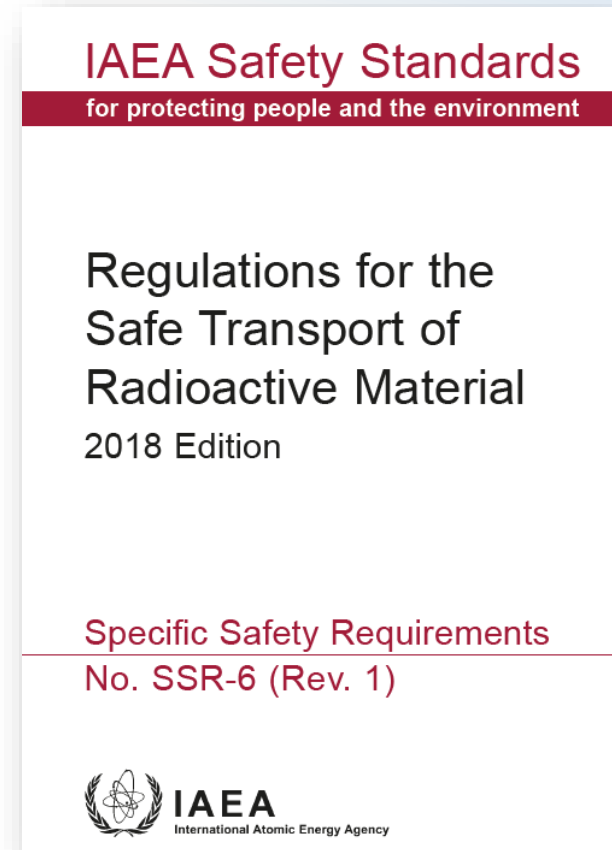 IAEA Safety Standards
for protecting people and the environment
Regulations for the
Safe Transport of
Radioactive Material
2018 Edition
Specific Safety Requirements
No. SSR-6 (Rev. 1)
IAEA
International Atomic Energy Agency